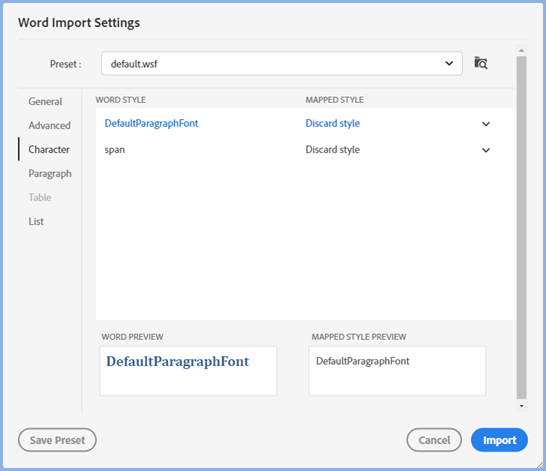 Word Import Settings
Preset : default.wsf
General
Advanced
Character
Paragraph
Table
List
WORD STYLE MAPPED STYLE
DefaultParagraphFont Discard style
span Discard style
WORD PREVIEW MAPPED STYLE PREVIEW
DefaultParagraphFont DefaultParagraphFont
Save Preset Cancel Import